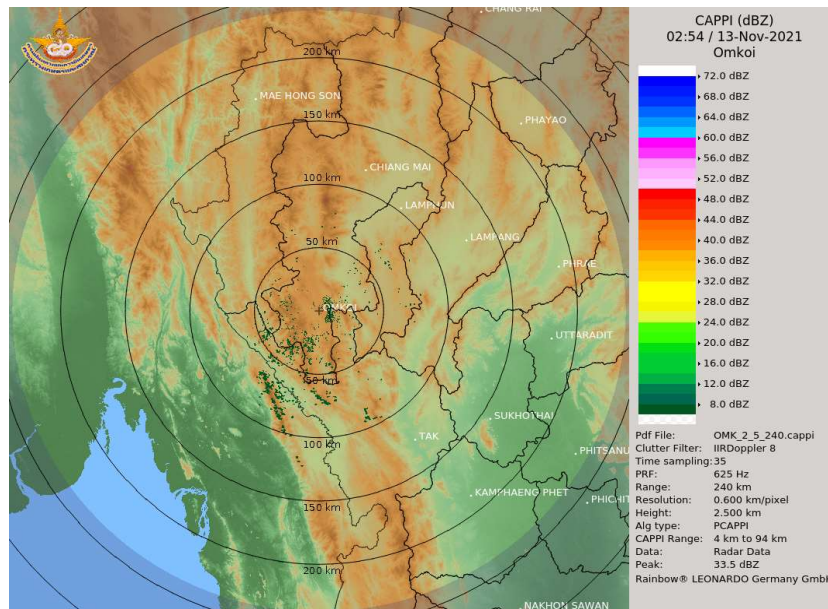 CAPPI (dBZ)
02:54 / 13-Nov-2021
Omkoi
72.0 dBZ
68.0 dBZ
64.0 dBZ
60.0 dBZ
56.0 dBZ
52.0 dBZ
48.0 dBZ
44.0 dBZ
40.0 dBZ
36.0 dBZ
32.0 dBZ
28.0 dBZ
24.0 dBZ
20.0 dBZ
16.0 dBZ
12.0 dBZ
8.0 dBZ
Pdf File: OMK_2_5_240.cappi
Clutter Filter: IIRDoppler 8
Time sampling:35
PRF: 625 Hz
Range: 240 km
Resolution: 0.600 km/pixel
Height: 2.500 km
Alg type: PCAPPI
CAPPI Range: 4 km to 94 km
Data: Radar Data
Peak: 33.5 dBZ
Rainbow® LEONARDO Germany GmbH
CHANG RAI
200 km
MAE HONG SON
150 km
PHAYAO
100 km
CHIANG MAI
LAMPHUN
50 km
LAMPANG
PHRAE
OMKOI
UTTARADIT
50 km
SUKHOTHAI
100 km
TAK
PHITSANU
KAMPHAENG PHET
PHICHIT
150 km
200 km
NAKHON SAWAN